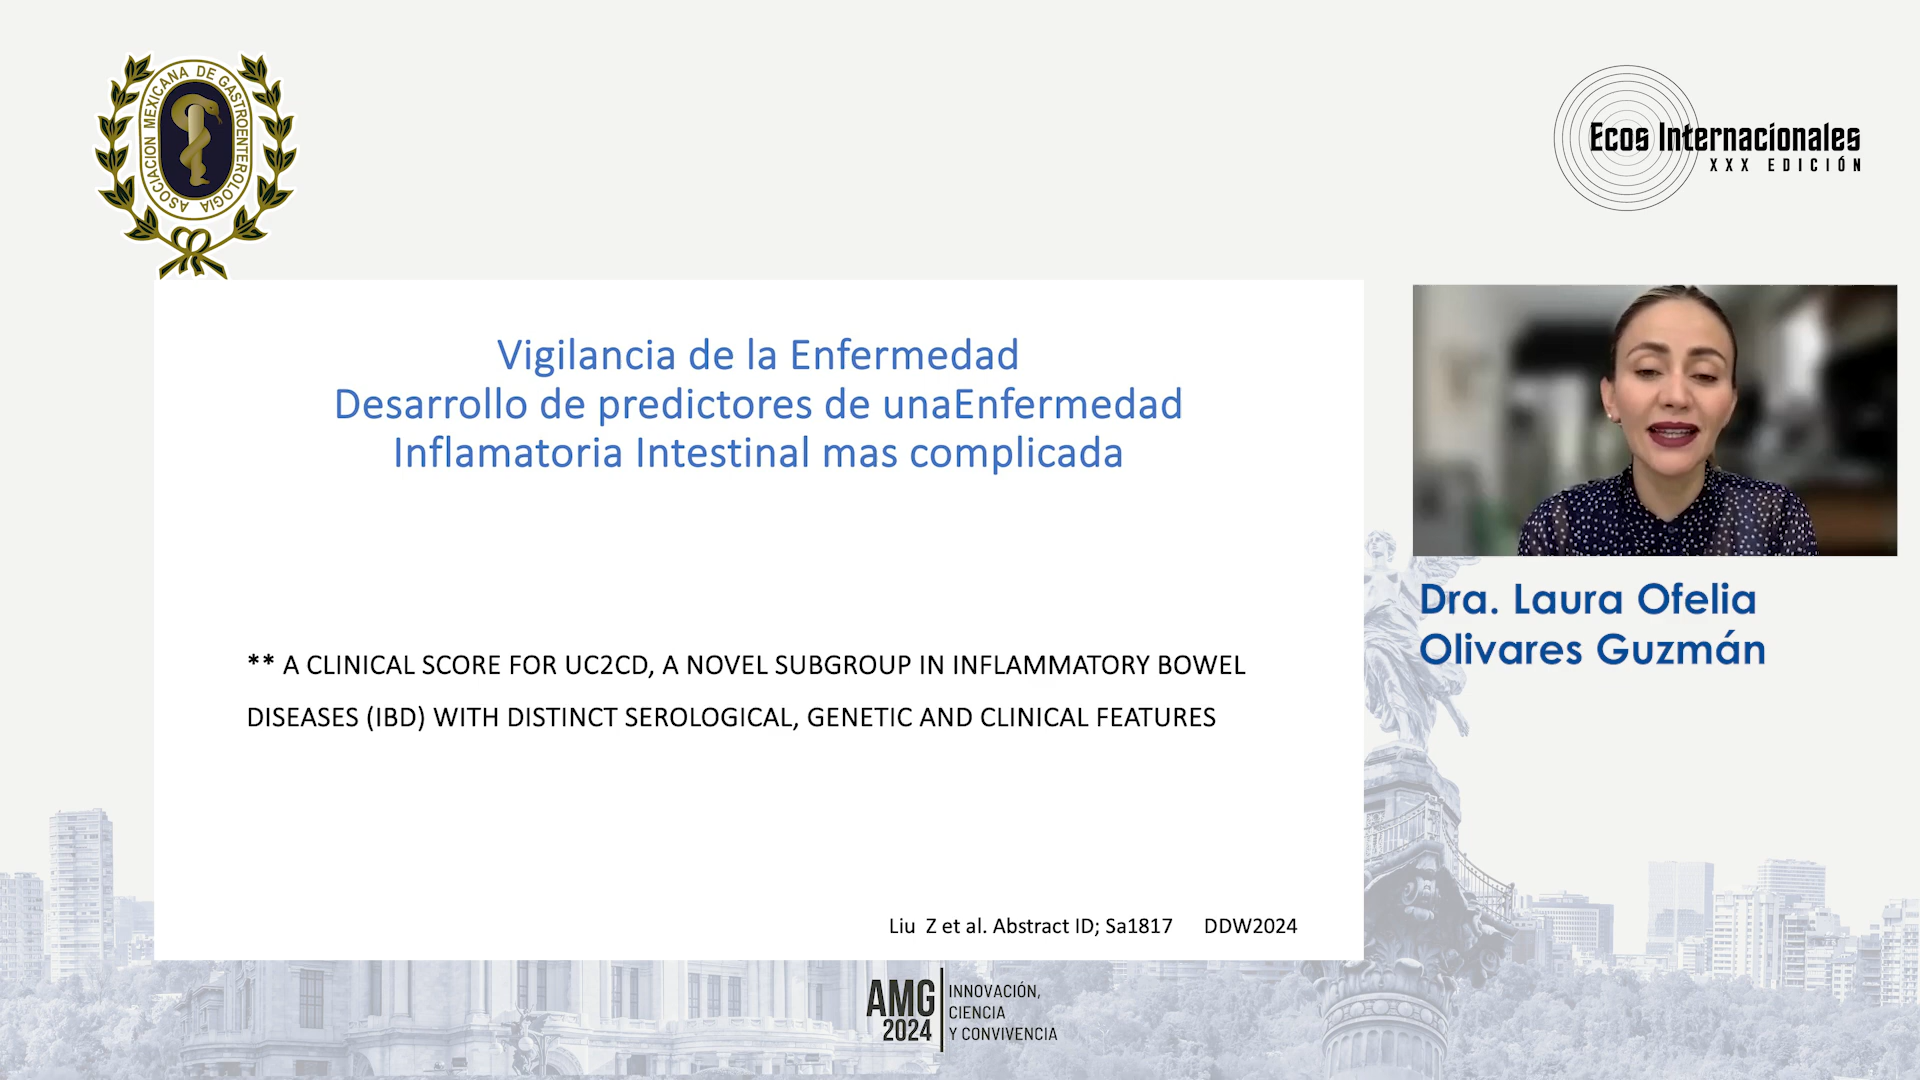 ASOCIACION MEXICANA DE GASTROENTEROLOGIA
Ecos Internacionales
XXX EDICIÓN
Vigilancia de la Enfermedad
Desarrollo de predictores de unaEnfermedad
Inflamatoria Intestinal mas complicada
** A CLINICAL SCORE FOR UC2CD, A NOVEL SUBGROUP IN INFLAMMATORY BOWEL
DISEASES (IBD) WITH DISTINCT SEROLOGICAL, GENETIC AND CLINICAL FEATURES
Liu Z et al. Abstract ID; Sa1817 DDW2024
Dra. Laura Ofelia
Olivares Guzmán
AMG
2024
INNOVACIÓN,
CIENCIA
Y CONVIVENCIA